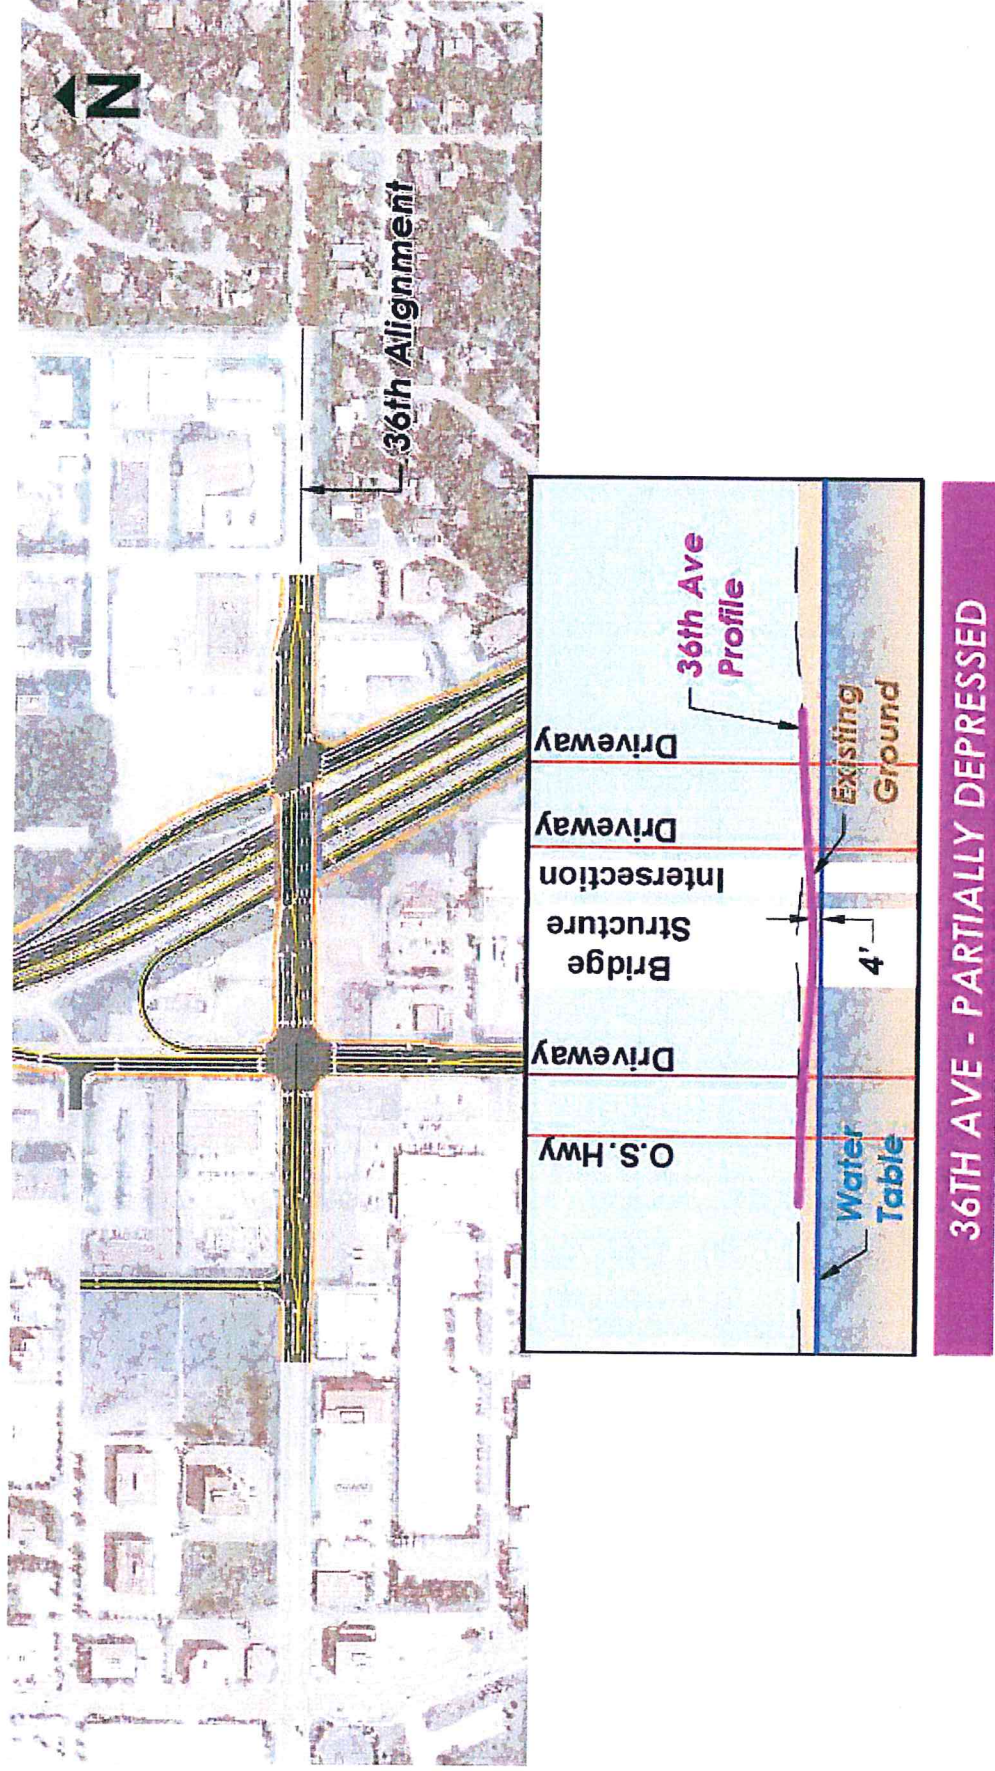 N
36th Alignment
O.S. Hwy
Driveway
Bridge
Structure
Intersection
Driveway
Driveway
36th Ave
Profile
4'
Existing
Ground
Water
Table
36TH AVE - PARTIALLY DEPRESSED